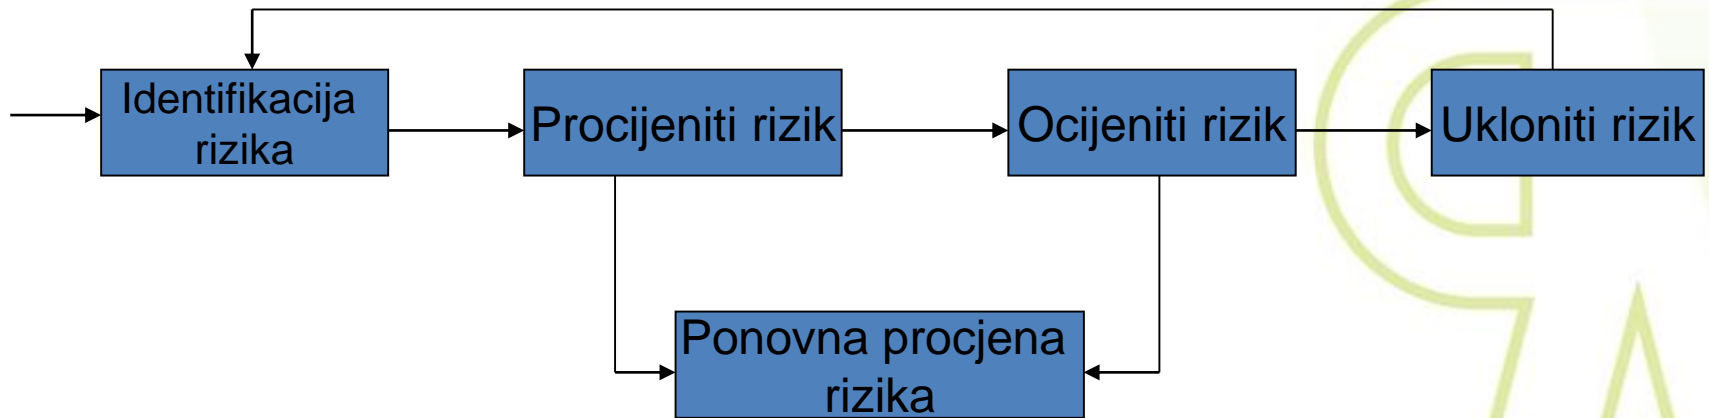 Identifikacija
rizika
Procijeniti rizik
Ocijeniti rizik
Ukloniti rizik
Ponovna procjena
rizika